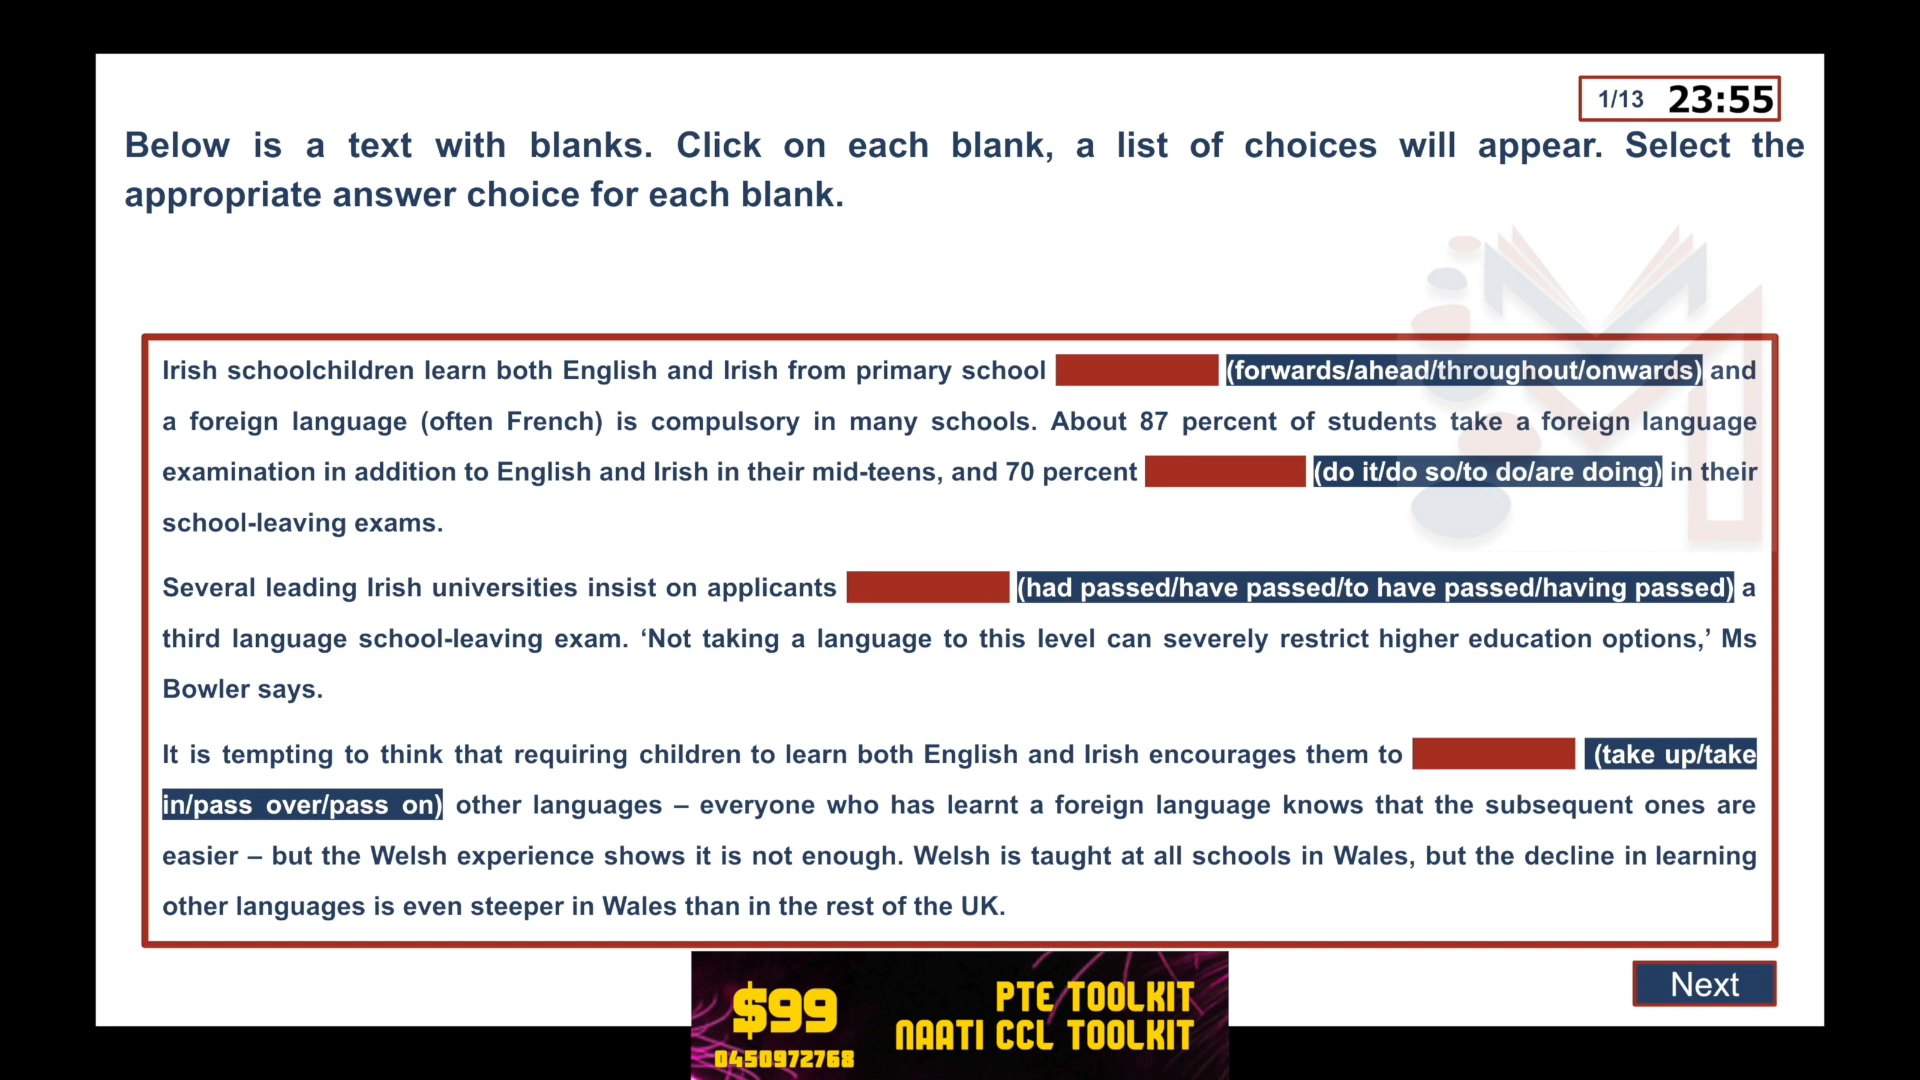 1/13 23:55
Below is a text with blanks. Click on each blank, a list of choices will appear. Select the
appropriate answer choice for each blank.
Irish schoolchildren learn both English and Irish from primary school (forwards/ahead/throughout/onwards) and
a foreign language (often French) is compulsory in many schools. About 87 percent of students take a foreign language
examination in addition to English and Irish in their mid-teens, and 70 percent (do it/do so/to do/are doing) in their
school-leaving exams.
Several leading Irish universities insist on applicants (had passed/have passed/to have passed/having passed) a
third language school-leaving exam. ‘Not taking a language to this level can severely restrict higher education options,’ Ms
Bowler says.
It is tempting to think that requiring children to learn both English and Irish encourages them to (take up/take
in/pass over/pass on) other languages – everyone who has learnt a foreign language knows that the subsequent ones are
easier – but the Welsh experience shows it is not enough. Welsh is taught at all schools in Wales, but the decline in learning
other languages is even steeper in Wales than in the rest of the UK.
Next
$99
0450972768
PTE TOOLKIT
NAATI CCL TOOLKIT